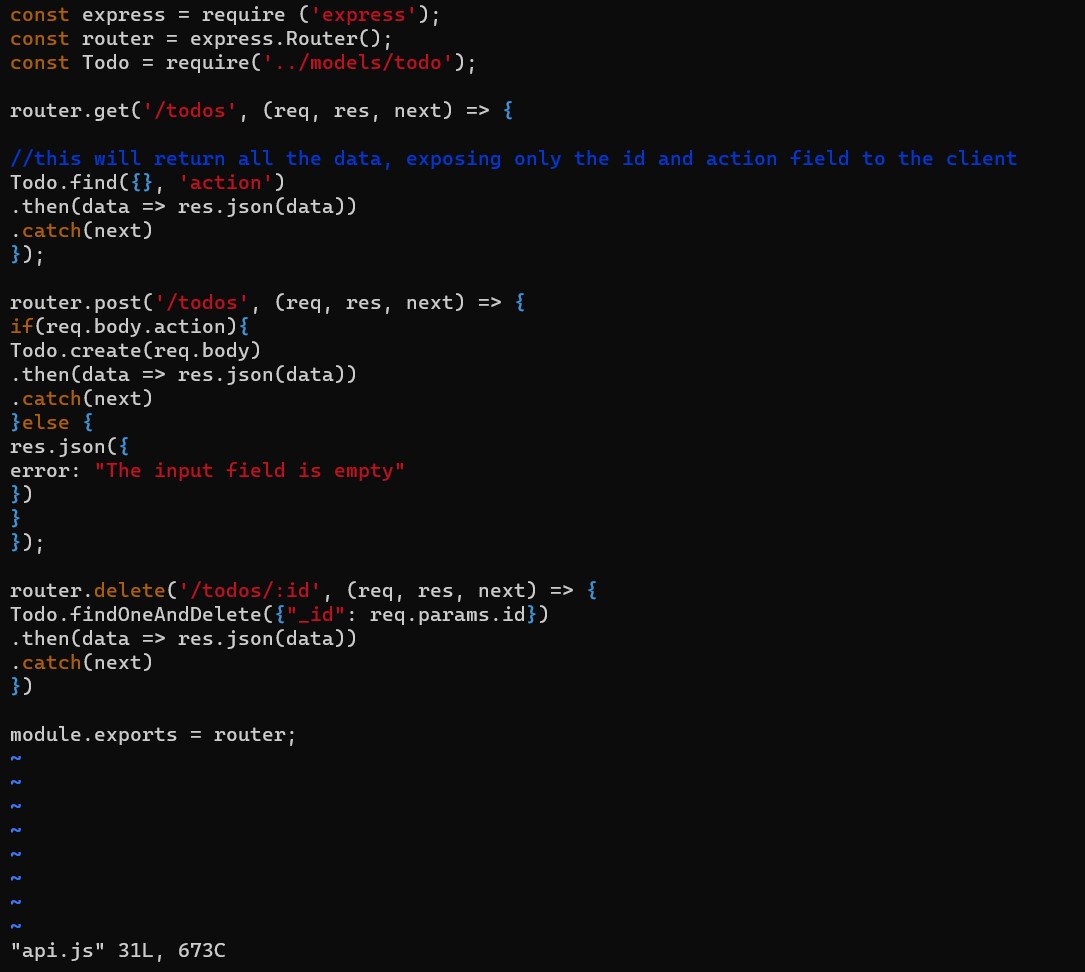 const express = require ('express');
const router = express.Router();
const Todo = require('../models/todo');

router.get('/todos', (req, res, next) => {

//this will return all the data, exposing only the id and action field to the client
Todo.find({}, 'action')
.then(data => res.json(data))
.catch(next)
});

router.post('/todos', (req, res, next) => {
if(req.body.action){
Todo.create(req.body)
.then(data => res.json(data))
.catch(next)
}else {
res.json({
error: "The input field is empty"
})
}
});

router.delete('/todos/:id', (req, res, next) => {
Todo.findOneAndDelete({"_id": req.params.id})
.then(data => res.json(data))
.catch(next)
})

module.exports = router;
~
~
~
~
~
~
~
~
"api.js" 31L, 673C